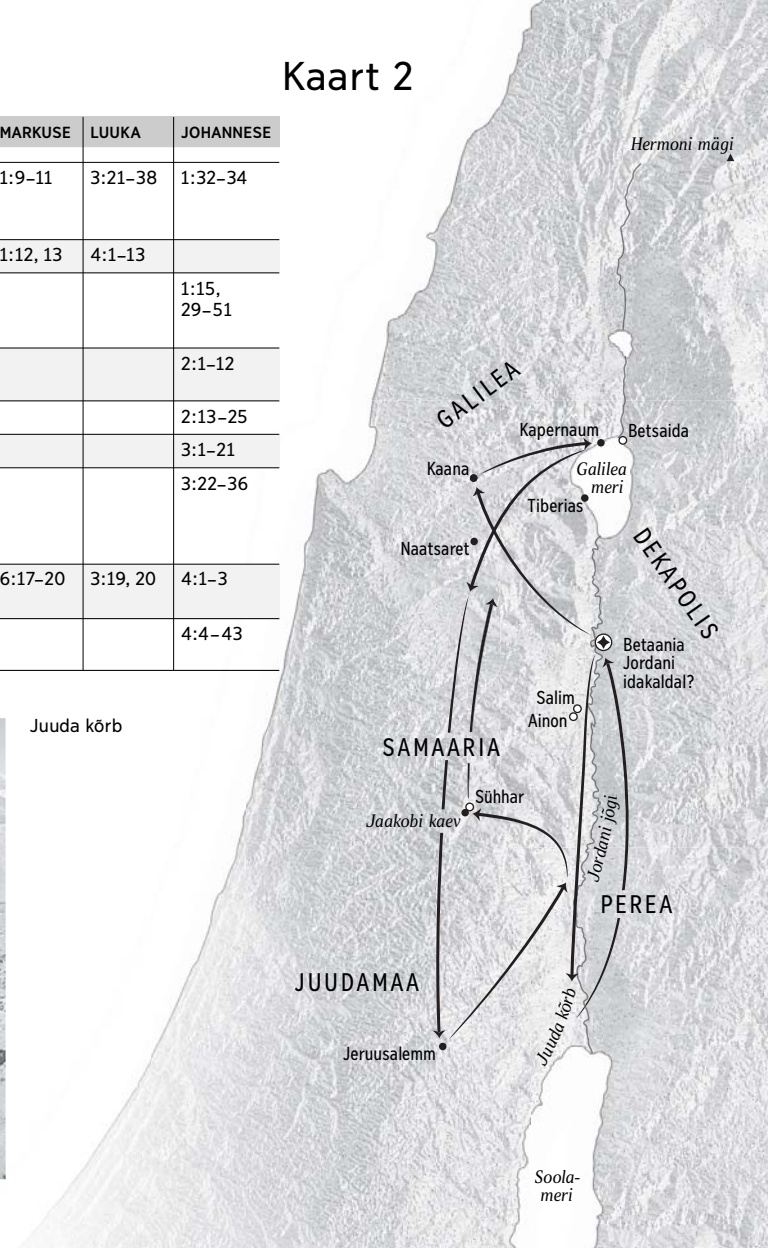 Kaart 2
MARKUSE LUUKA JOHANNESE
1:9–11 3:21–38 1:32–34
1:12, 13 4:1–13
1:15,
29–51
2:1–12
2:13–25
3:1–21
3:22–36
6:17–20 3:19, 20 4:1–3
4:4–43
Juuda kõrb
Hermoni mägi
GALILEA
Kapernaum
Betsaida
Kaana
Galilea
meri
Tiberias
Naatsaret
DEKAPOLIS
Betaania
Jordani
idakaldal?
Salim
Ainon
SAMAARIA
Sühhar
Jaakobi kaev
Jordani jõgi
PEREA
JUUDAMAA
Juuda kõrb
Jeruusalemm
Soola-
meri